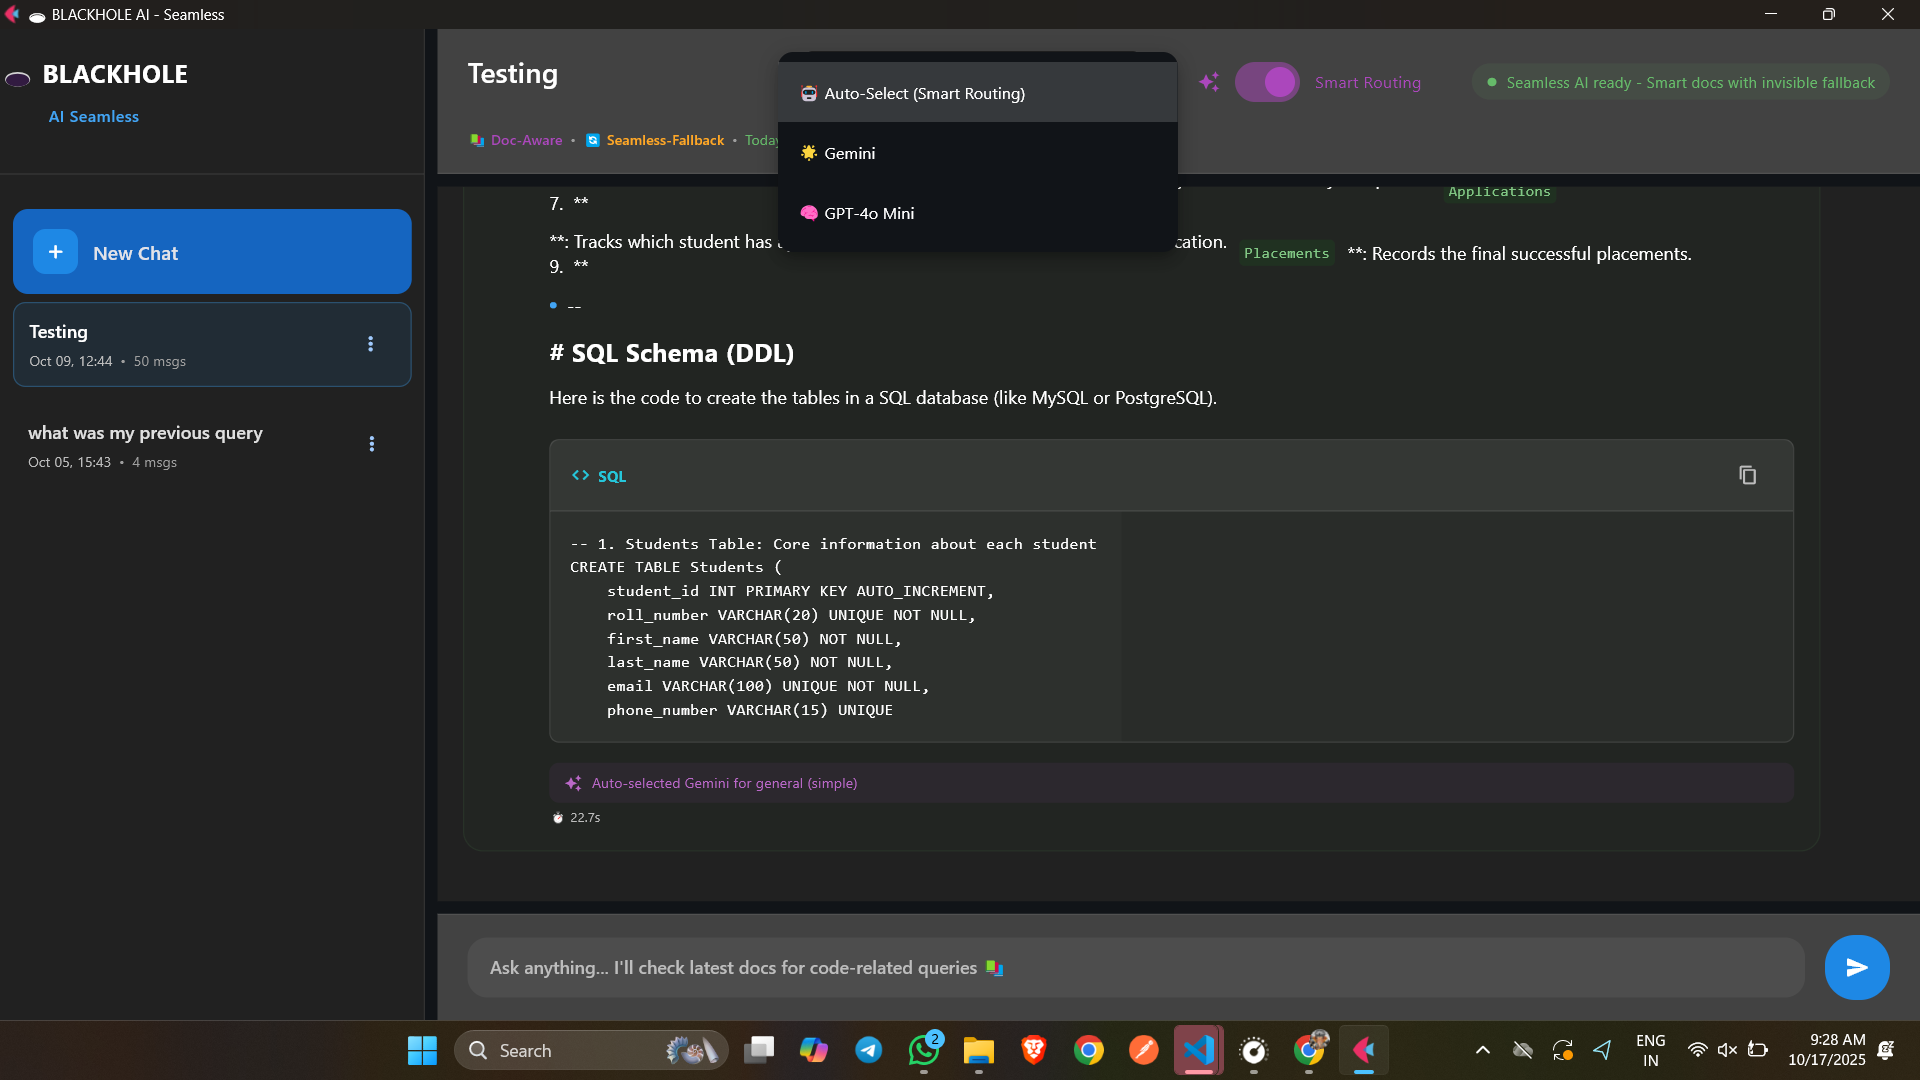 BLACKHOLE AI - Seamless
BLACKHOLE
AI Seamless
New Chat
Testing
Oct 09, 12:44 • 50 msgs
what was my previous query
Oct 05, 15:43 • 4 msgs
Testing
Doc-Aware • Seamless-Fallback • Today
Auto-Select (Smart Routing)
Gemini
GPT-4o Mini
Smart Routing
Seamless AI ready - Smart docs with invisible fallback
Applications
7. **
**: Tracks which student has
Placements **: Records the final successful placements.
9. **
• --
# SQL Schema (DDL)
Here is the code to create the tables in a SQL database (like MySQL or PostgreSQL).
<> SQL
-- 1. Students Table: Core information about each student
CREATE TABLE Students (
student_id INT PRIMARY KEY AUTO_INCREMENT,
roll_number VARCHAR(20) UNIQUE NOT NULL,
first_name VARCHAR(50) NOT NULL,
last_name VARCHAR(50) NOT NULL,
email VARCHAR(100) UNIQUE NOT NULL,
phone_number VARCHAR(15) UNIQUE
Auto-selected Gemini for general (simple)
22.7s
Ask anything... I'll check latest docs for code-related queries
Search
2
ENG
IN
9:28 AM
10/17/2025